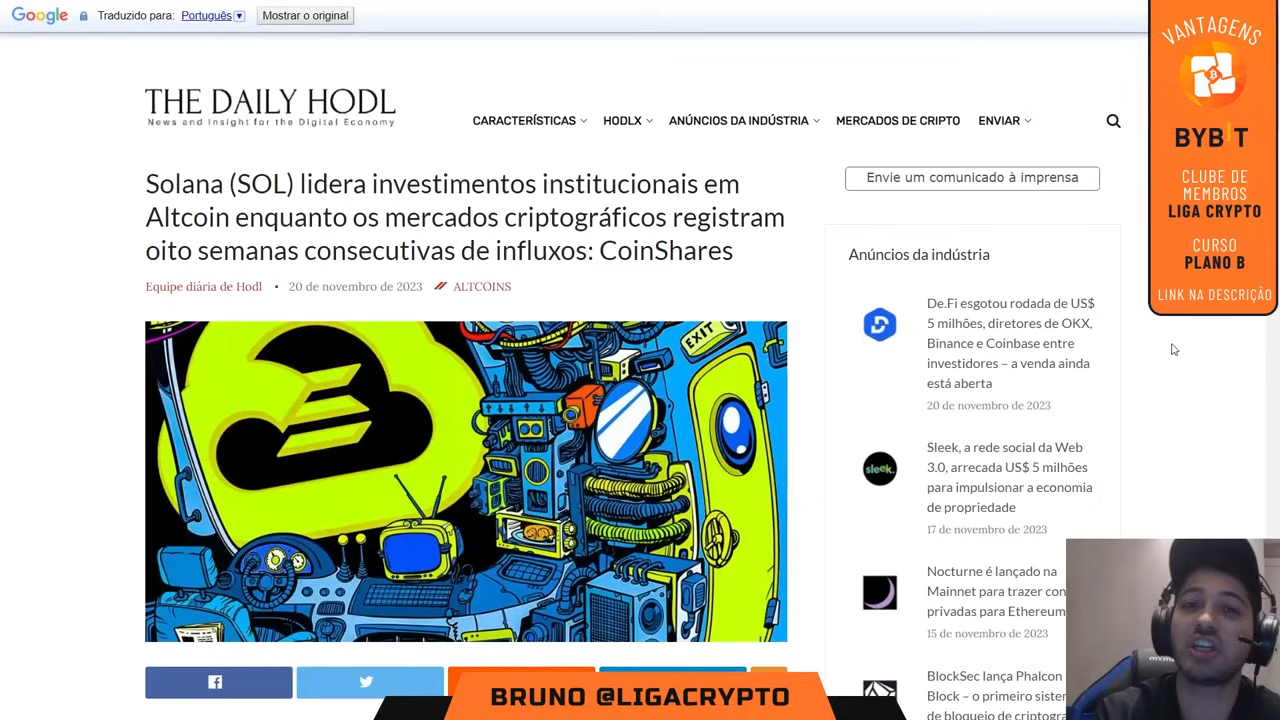 Google
Traduzido para: Português
Mostrar o original
THE DAILY HODL
News and Insight for the Digital Economy
CARACTERÍSTICAS
HODLX
ANÚNCIOS DA INDÚSTRIA
MERCADOS DE CRIPTO
ENVIAR
Solana (SOL) lidera investimentos institucionais em
Altcoin enquanto os mercados criptográficos registram
oito semanas consecutivas de influxos: CoinShares
Equipe diária de Hodl • 20 de novembro de 2023 ALTCOINS
EXIT
Envie um comunicado à imprensa
Anúncios da indústria
De.Fi esgotou rodada de US$
5 milhões, diretores de OKX,
Binance e Coinbase entre
investidores – a venda ainda
está aberta
20 de novembro de 2023
sleek.
Sleek, a rede social da Web
3.0, arrecada US$ 5 milhões
para impulsionar a economia
de propriedade
17 de novembro de 2023
Nocturne é lançado na
Mainnet para trazer con
privadas para Ethereum
15 de novembro de 2023
BlockSec lança Phalcon
Block – o primeiro sister
de bloqueio de criptogra
VANTAGENS
BYBIT
CLUBE DE
MEMBROS
LIGA CRYPTO
CURSO
PLANO B
LINK NA DESCRIÇÃO
BRUNO @LIGACRYPTO